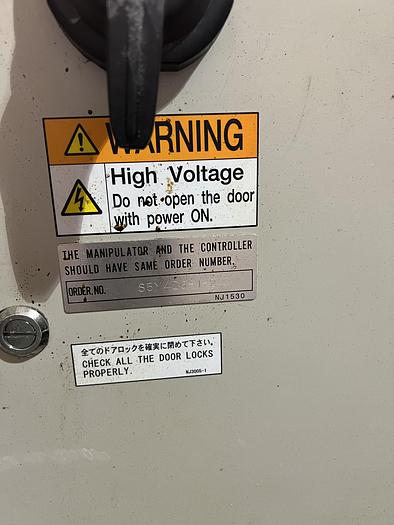 WARNING
High Voltage
Do not open the door
with power ON.
THE MANIPULATOR AND THE CONTROLLER
SHOULD HAVE SAME ORDER NUMBER.
ORDER.NO.
NJ1530
全てのドアロックを確実に閉めて下さい。
CHECK ALL THE DOOR LOCKS
PROPERLY.
NJ3005-1